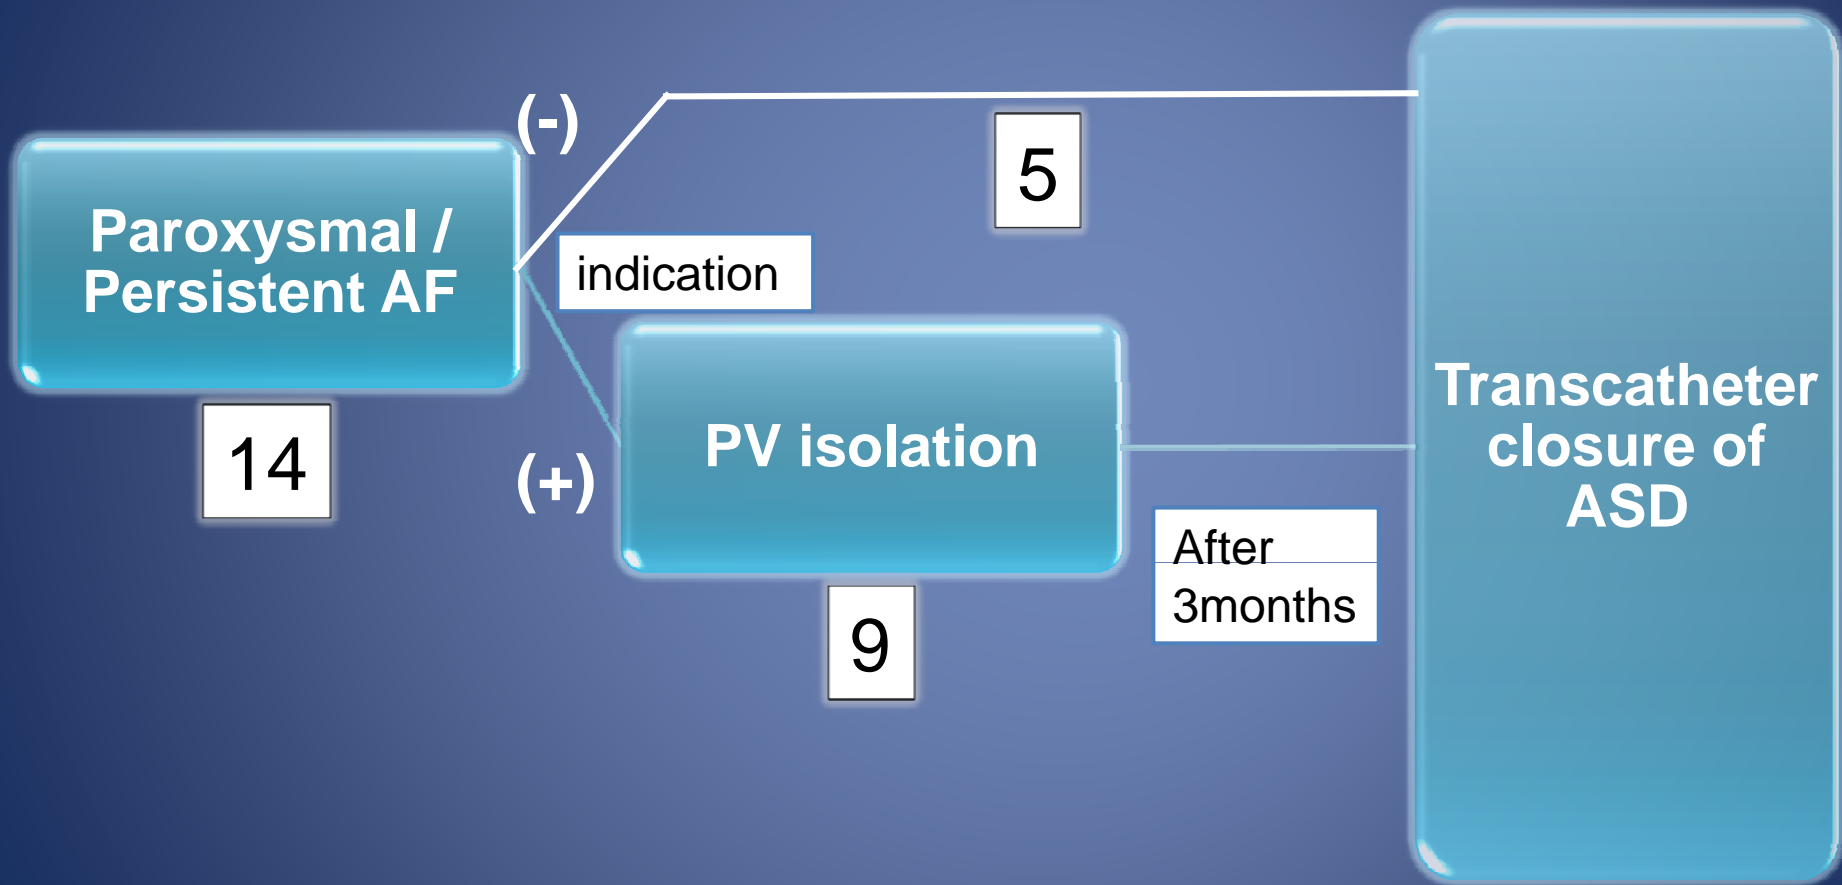 (-)
5
Paroxysmal /
Persistent AF
indication
14
(+)
PV isolation
9
After
3months
Transcatheter
closure of
ASD